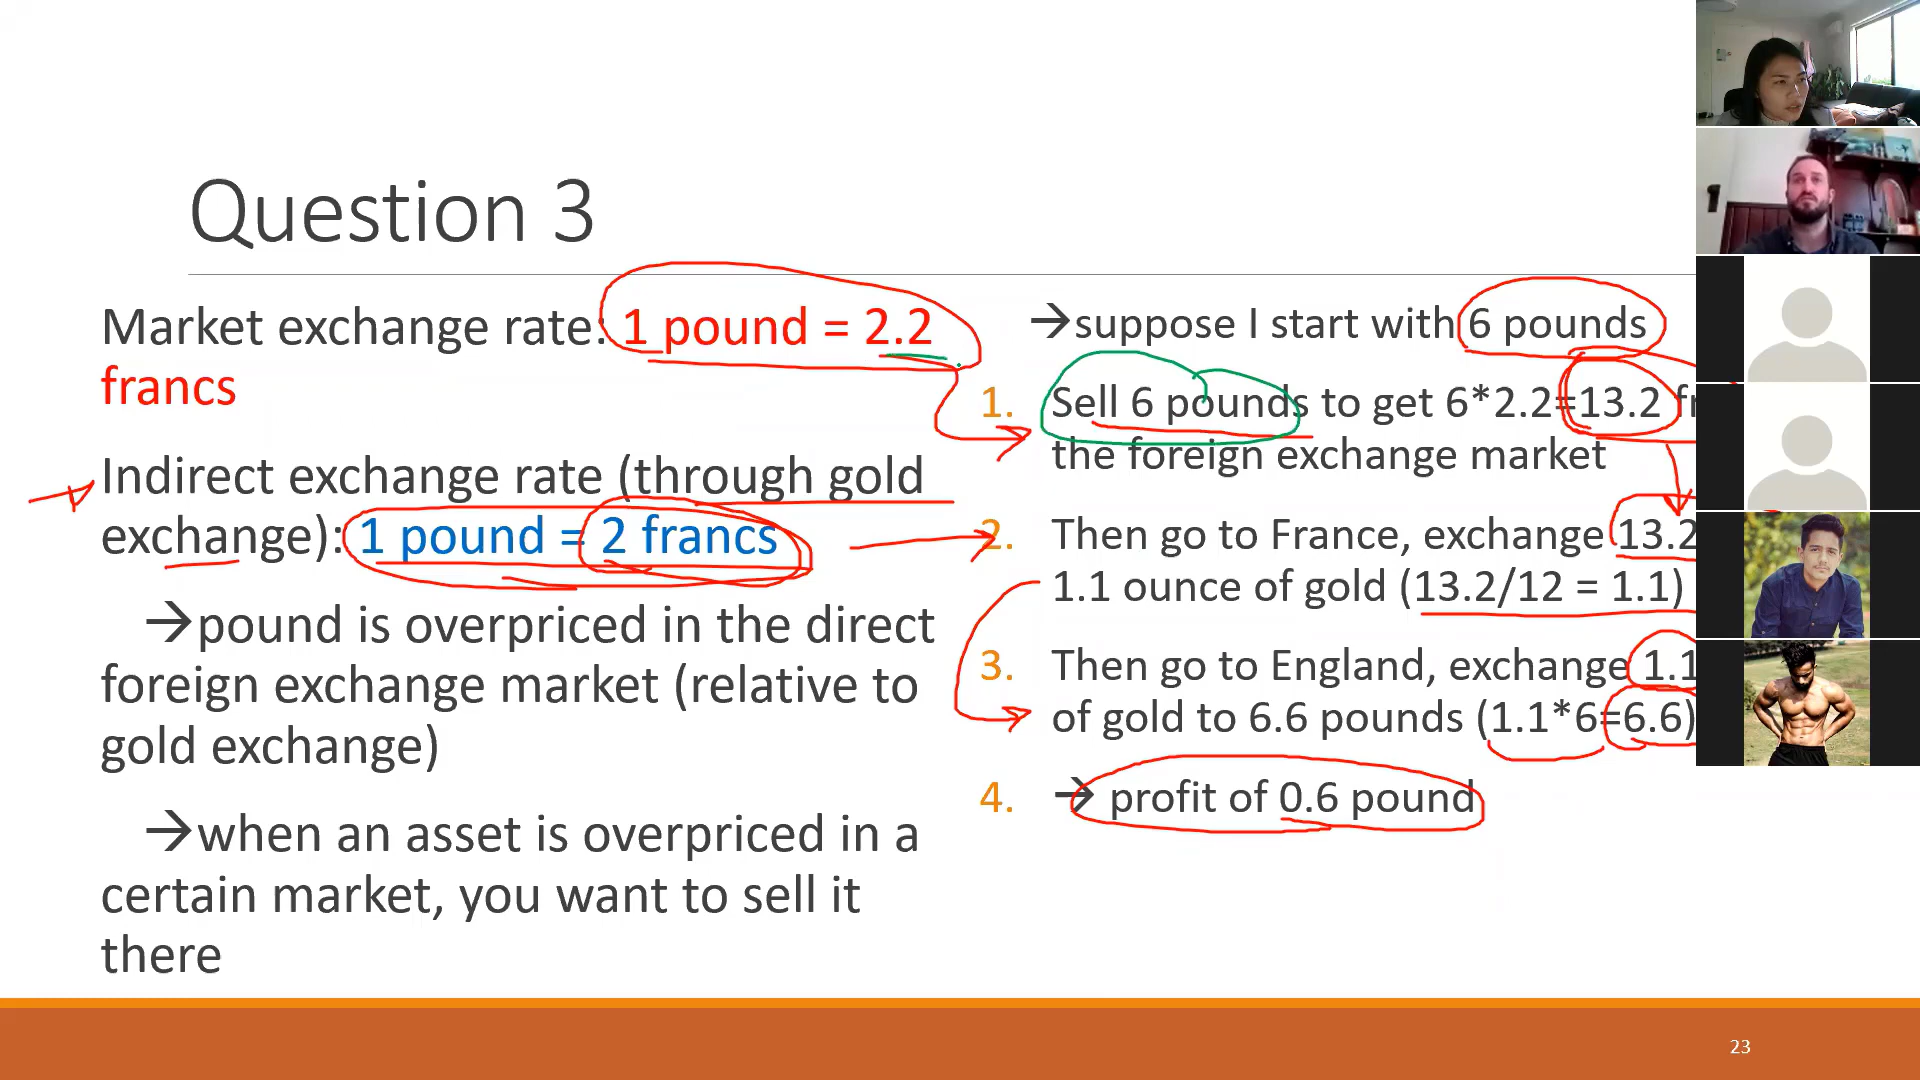 Question 3
Market exchange rate: 1 pound = 2.2
francs
Indirect exchange rate (through gold
exchange): 1 pound = 2 francs
→pound is overpriced in the direct
foreign exchange market (relative to
gold exchange)
→when an asset is overpriced in a
certain market, you want to sell it
there
→suppose I start with 6 pounds
1. Sell 6 pounds to get 6*2.2=13.2
the foreign exchange market
2. Then go to France, exchange 13.2
1.1 ounce of gold (13.2/12 = 1.1)
3. Then go to England, exchange 1.1
of gold to 6.6 pounds (1.1*6=6.6)
4. → profit of 0.6 pound
23